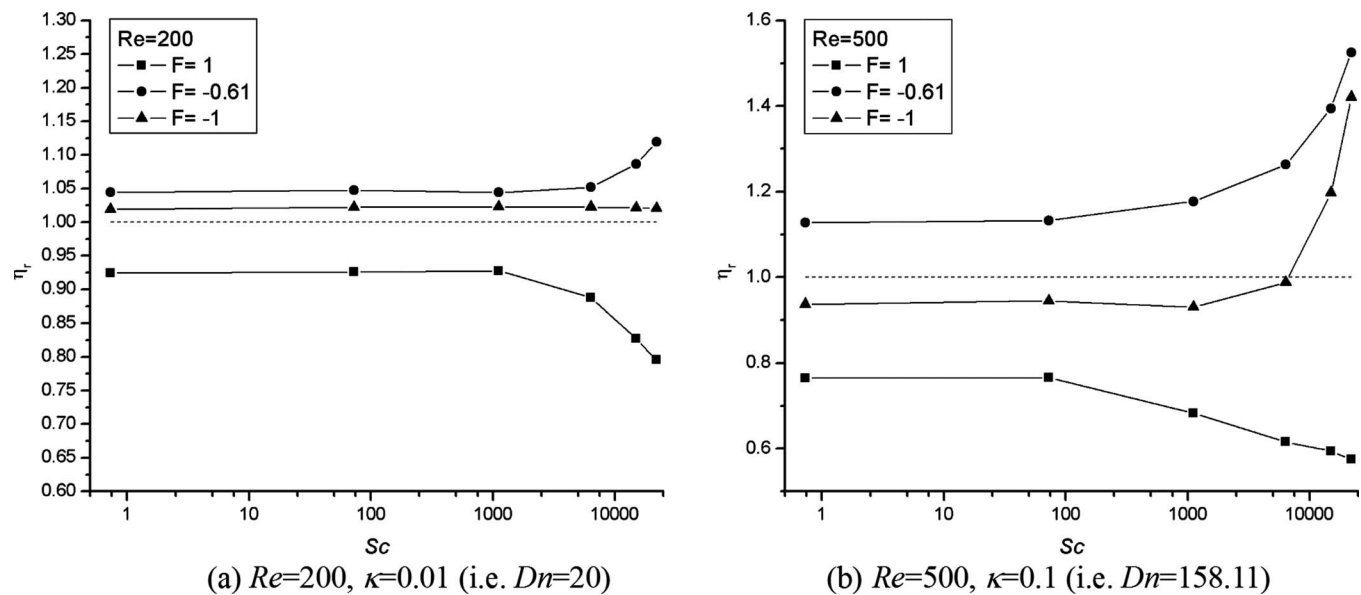 1.30
1.25
1.20
1.15
1.10
1.05
1.00
0.95
0.90
0.85
0.80
0.75
0.70
0.65
0.60
ηr
Re=200
F= 1
F= -0.61
F= -1
1 10 100 1000 10000
Sc
(a) Re=200, κ=0.01 (i.e. Dn=20)
1.6
1.4
1.2
1.0
0.8
0.6
ηr
Re=500
F= 1
F= -0.61
F= -1
1 10 100 1000 10000
Sc
(b) Re=500, κ=0.1 (i.e. Dn=158.11)